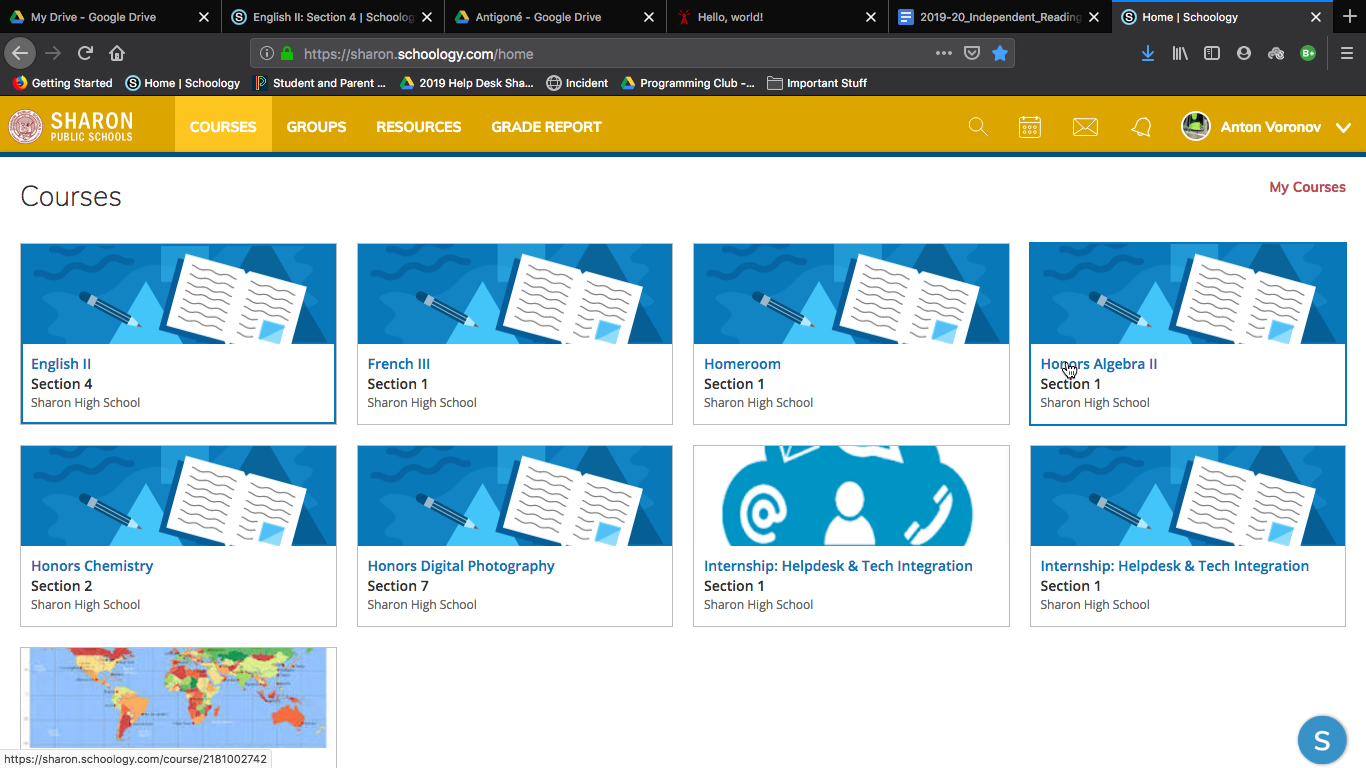 My Drive - Google Drive
English II: Section 4 | Schoolog
Antigoné - Google Drive
Hello, world!
2019-20_Independent_Reading
Home | Schoology
https://sharon.schoology.com/home
Getting Started
Home | Schoology
Student and Parent ...
2019 Help Desk Sha...
Incident
Programming Club -...
Important Stuff
B+
SHARON
PUBLIC SCHOOLS
COURSES
GROUPS
RESOURCES
GRADE REPORT
Anton Voronov
Courses
My Courses
English II
Section 4
Sharon High School
French III
Section 1
Sharon High School
Homeroom
Section 1
Sharon High School
Honors Algebra II
Section 1
Sharon High School
Honors Chemistry
Section 2
Sharon High School
Honors Digital Photography
Section 7
Sharon High School
Internship: Helpdesk & Tech Integration
Section 1
Sharon High School
Internship: Helpdesk & Tech Integration
Section 1
Sharon High School
https://sharon.schoology.com/course/2181002742
S